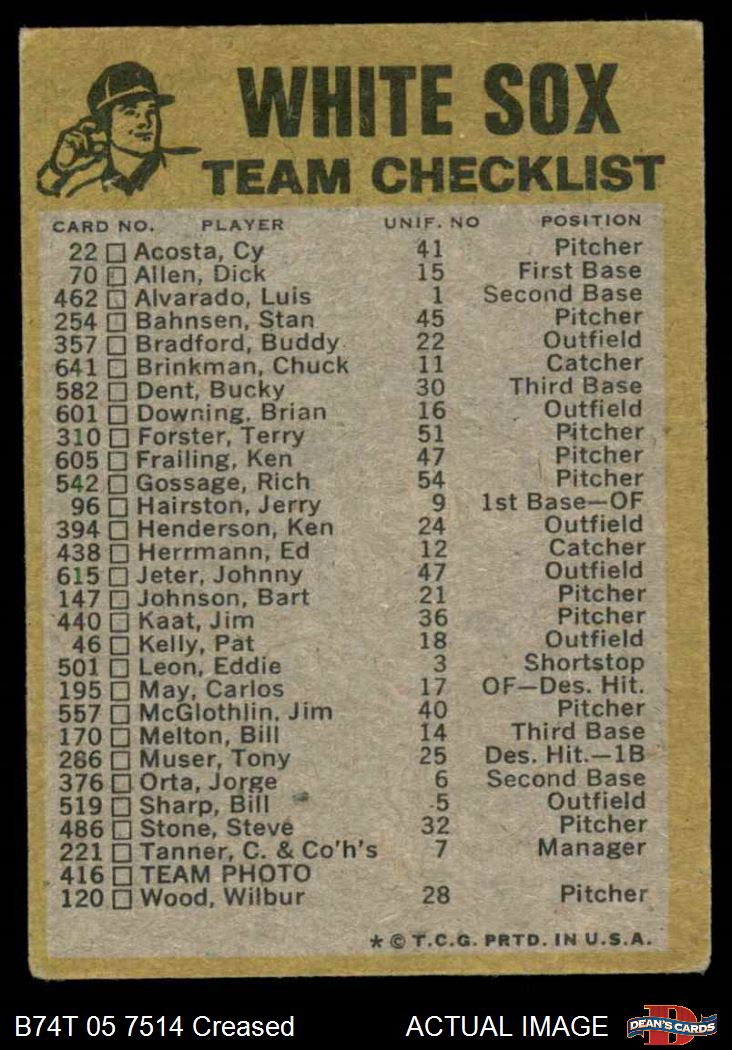 WHITE SOX
TEAM CHECKLIST
CARD NO. PLAYER UNIF. NO POSITION
22 Acosta, Cy 41 Pitcher
70 Allen, Dick 15 First Base
462 Alvarado, Luis 1 Second Base
254 Bahnsen, Stan 45 Pitcher
357 Bradford, Buddy 22 Outfield
641 Brinkman, Chuck 11 Catcher
582 Dent, Bucky 30 Third Base
601 Downing, Brian 16 Outfield
310 Forster, Terry 51 Pitcher
605 Frailing, Ken 47 Pitcher
542 Gossage, Rich 54 Pitcher
96 Hairston, Jerry 9 1st Base—OF
394 Henderson, Ken 24 Outfield
438 Herrmann, Ed 12 Catcher
615 Jeter, Johnny 47 Outfield
147 Johnson, Bart 21 Pitcher
440 Kaat, Jim 36 Pitcher
46 Kelly, Pat 18 Outfield
501 Leon, Eddie 3 Shortstop
195 May, Carlos 17 OF—Des. Hit.
557 McGlothlin, Jim 40 Pitcher
170 Melton, Bill 14 Third Base
286 Muser, Tony 25 Des. Hit.—1B
376 Orta, Jorge 6 Second Base
519 Sharp, Bill 5 Outfield
486 Stone, Steve 32 Pitcher
221 Tanner, C. & Co'h's 7 Manager
416 TEAM PHOTO
120 Wood, Wilbur 28 Pitcher
* © T.C.G. PRTD. IN U.S.A.
B74T 05 7514 Creased ACTUAL IMAGE DEAN'S CARDS